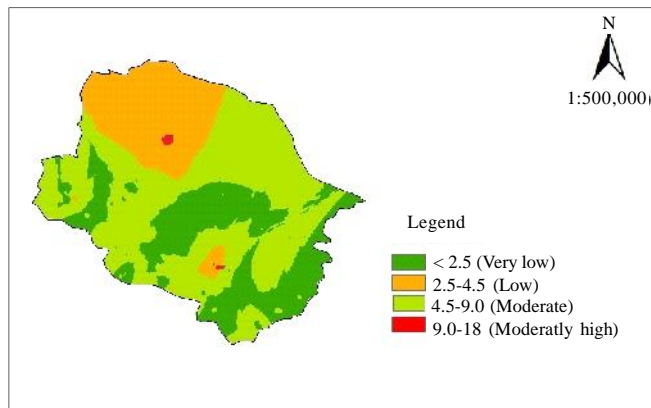 N
1:500,000
Legend
< 2.5 (Very low)
2.5-4.5 (Low)
4.5-9.0 (Moderate)
9.0-18 (Moderatly high)